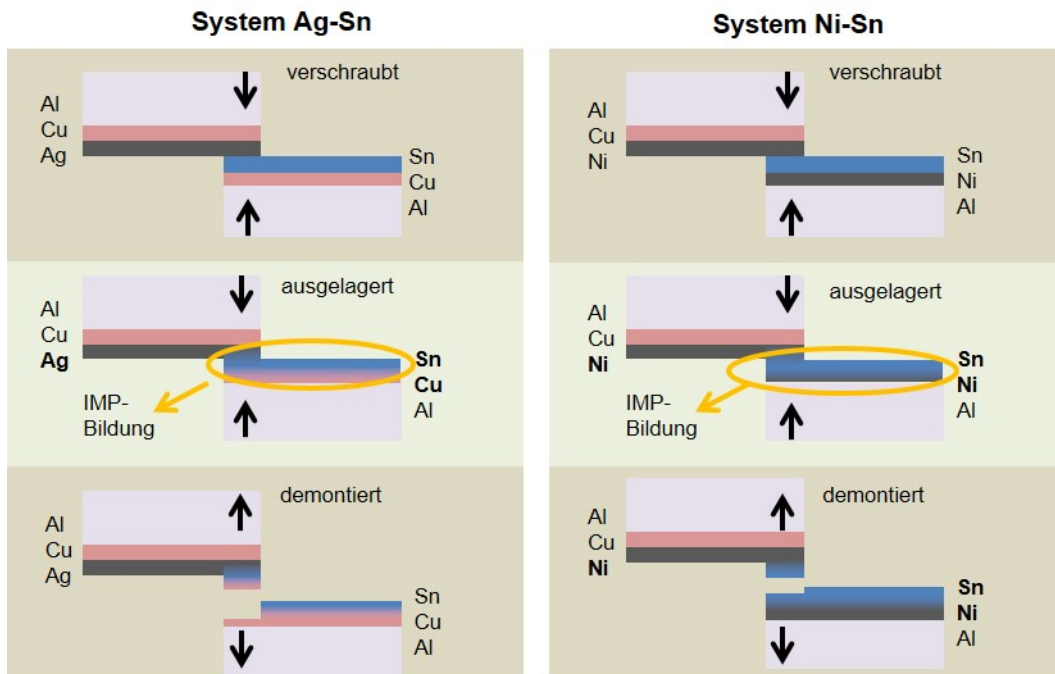 System Ag-Sn
verschraubt
Al
Cu
Ag
Sn
Cu
Al
ausgelagert
Al
Cu
Ag
Sn
Cu
Al
IMP-
Bildung
demontiert
Al
Cu
Ag
Sn
Cu
Al
System Ni-Sn
verschraubt
Al
Cu
Ni
Sn
Ni
Al
ausgelagert
Al
Cu
Ni
Sn
Ni
Al
IMP-
Bildung
demontiert
Al
Cu
Ni
Sn
Ni
Al